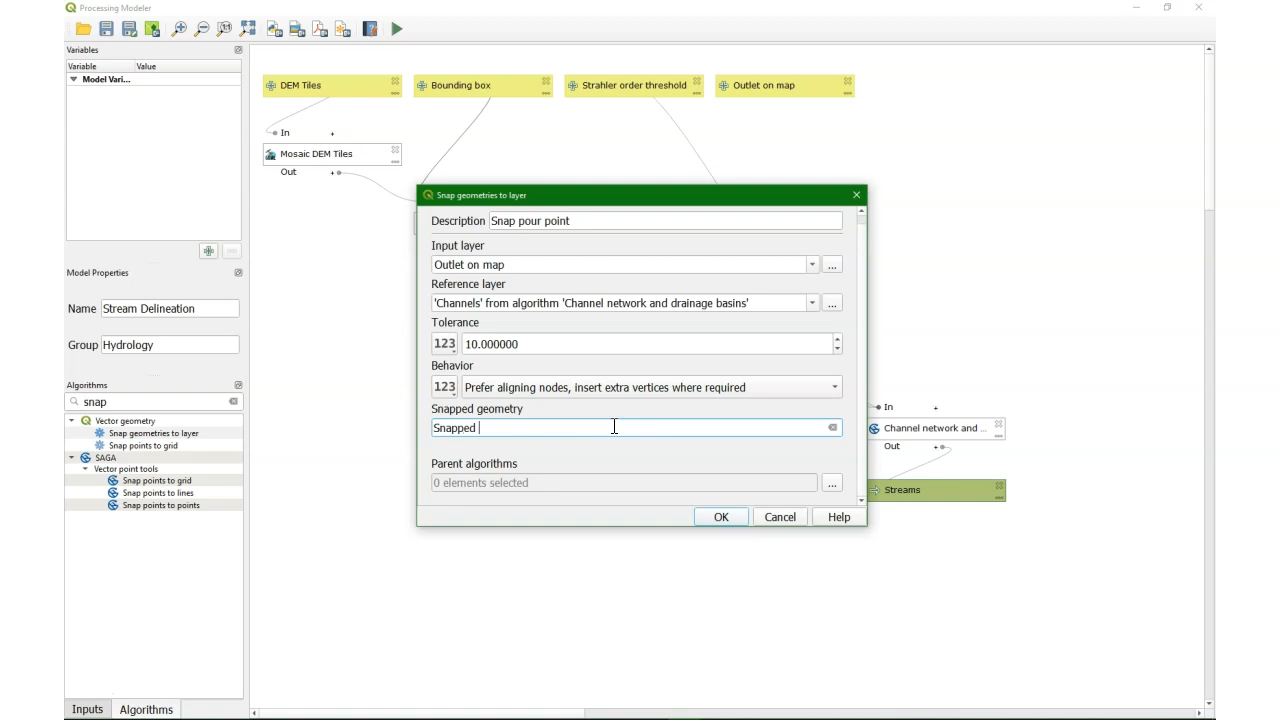 Processing Modeler
Variables
Variable Value
Model Vari...
Model Properties
Name Stream Delineation
Group Hydrology
Algorithms
snap
Vector geometry
Snap geometries to layer
Snap points to grid
SAGA
Vector point tools
Snap points to grid
Snap points to lines
Snap points to points
Inputs Algorithms
DEM Tiles Bounding box Strahler order threshold Outlet on map
In +
Mosaic DEM Tiles
Out +
Snap geometries to layer
Description Snap pour point
Input layer
Outlet on map ...
Reference layer
'Channels' from algorithm 'Channel network and drainage basins' ...
Tolerance
123 10.000000
Behavior
123 Prefer aligning nodes, insert extra vertices where required
Snapped geometry
Snapped
Parent algorithms
0 elements selected ...
OK Cancel Help
In +
Channel network and ...
Out +
Streams